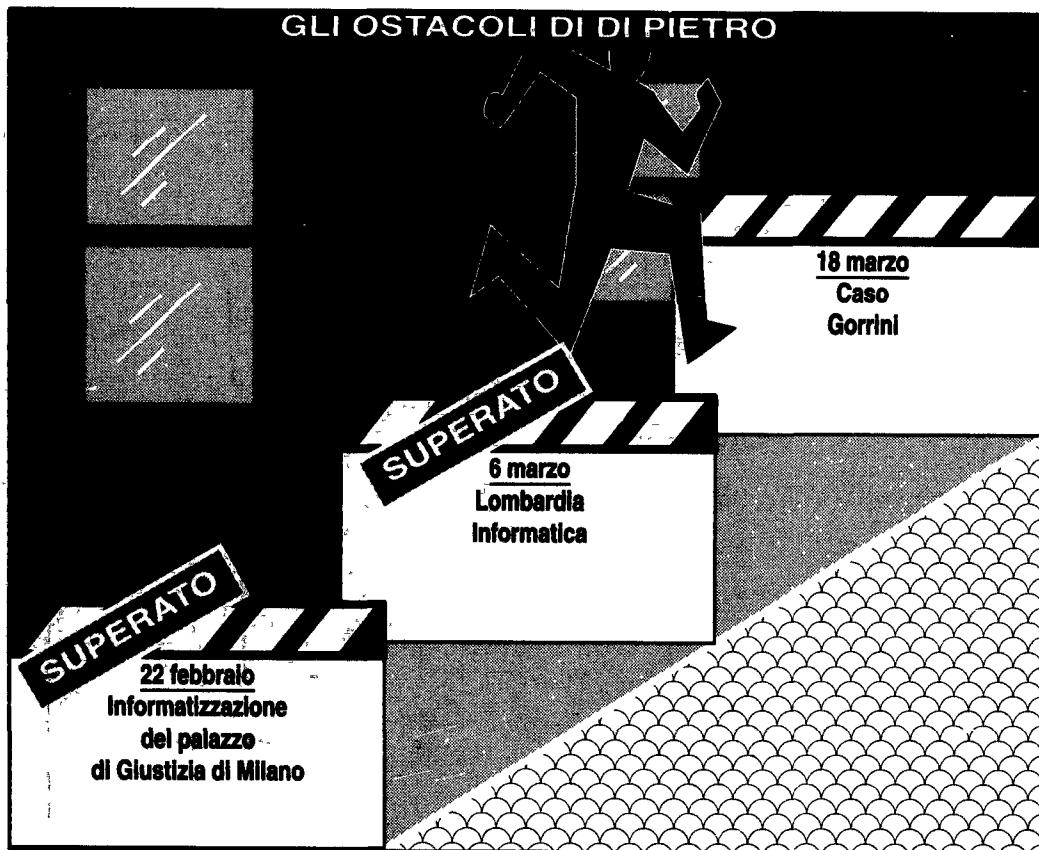 GLI OSTACOLI DI DI PIETRO
18 marzo
Caso
Gorrini
SUPERATO
6 marzo
Lombardia
Informatica
SUPERATO
22 febbraio
Informatizzazione
del palazzo
di Giustizia di Milano